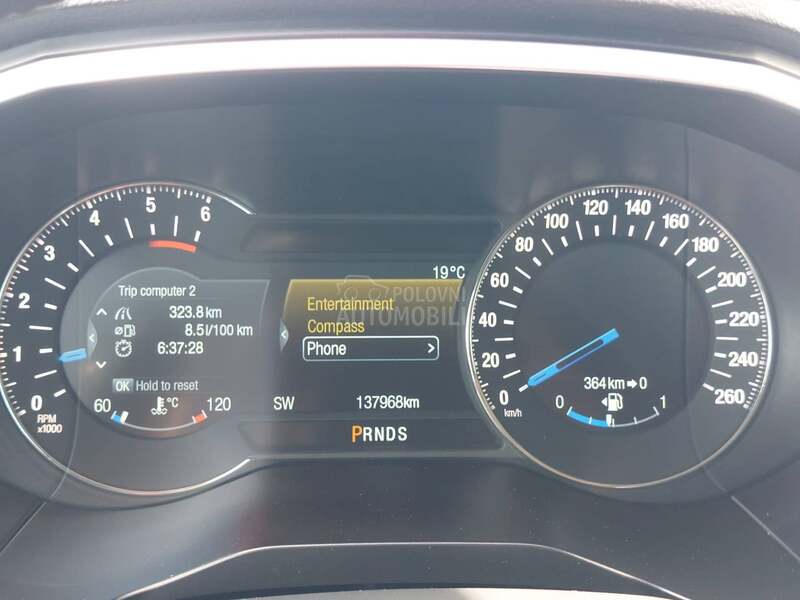 0 1 2 3 4 5 6
RPM
x1000
Trip computer 2
323.8 km
8.5 l/100 km
6:37:28
OK Hold to reset
60 °C 120
19°C
Entertainment
Compass
Phone >
POLOVNI
AUTOMOBILI
SW 137968km
PRNDS
0 20 40 60 80 100 120 140 160 180 200 220 240 260
km/h
364km→0
0 1